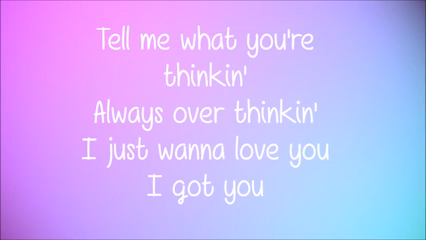 Tell me what you're
thinkin'
Always over thinkin'
I just wanna love you
I got you